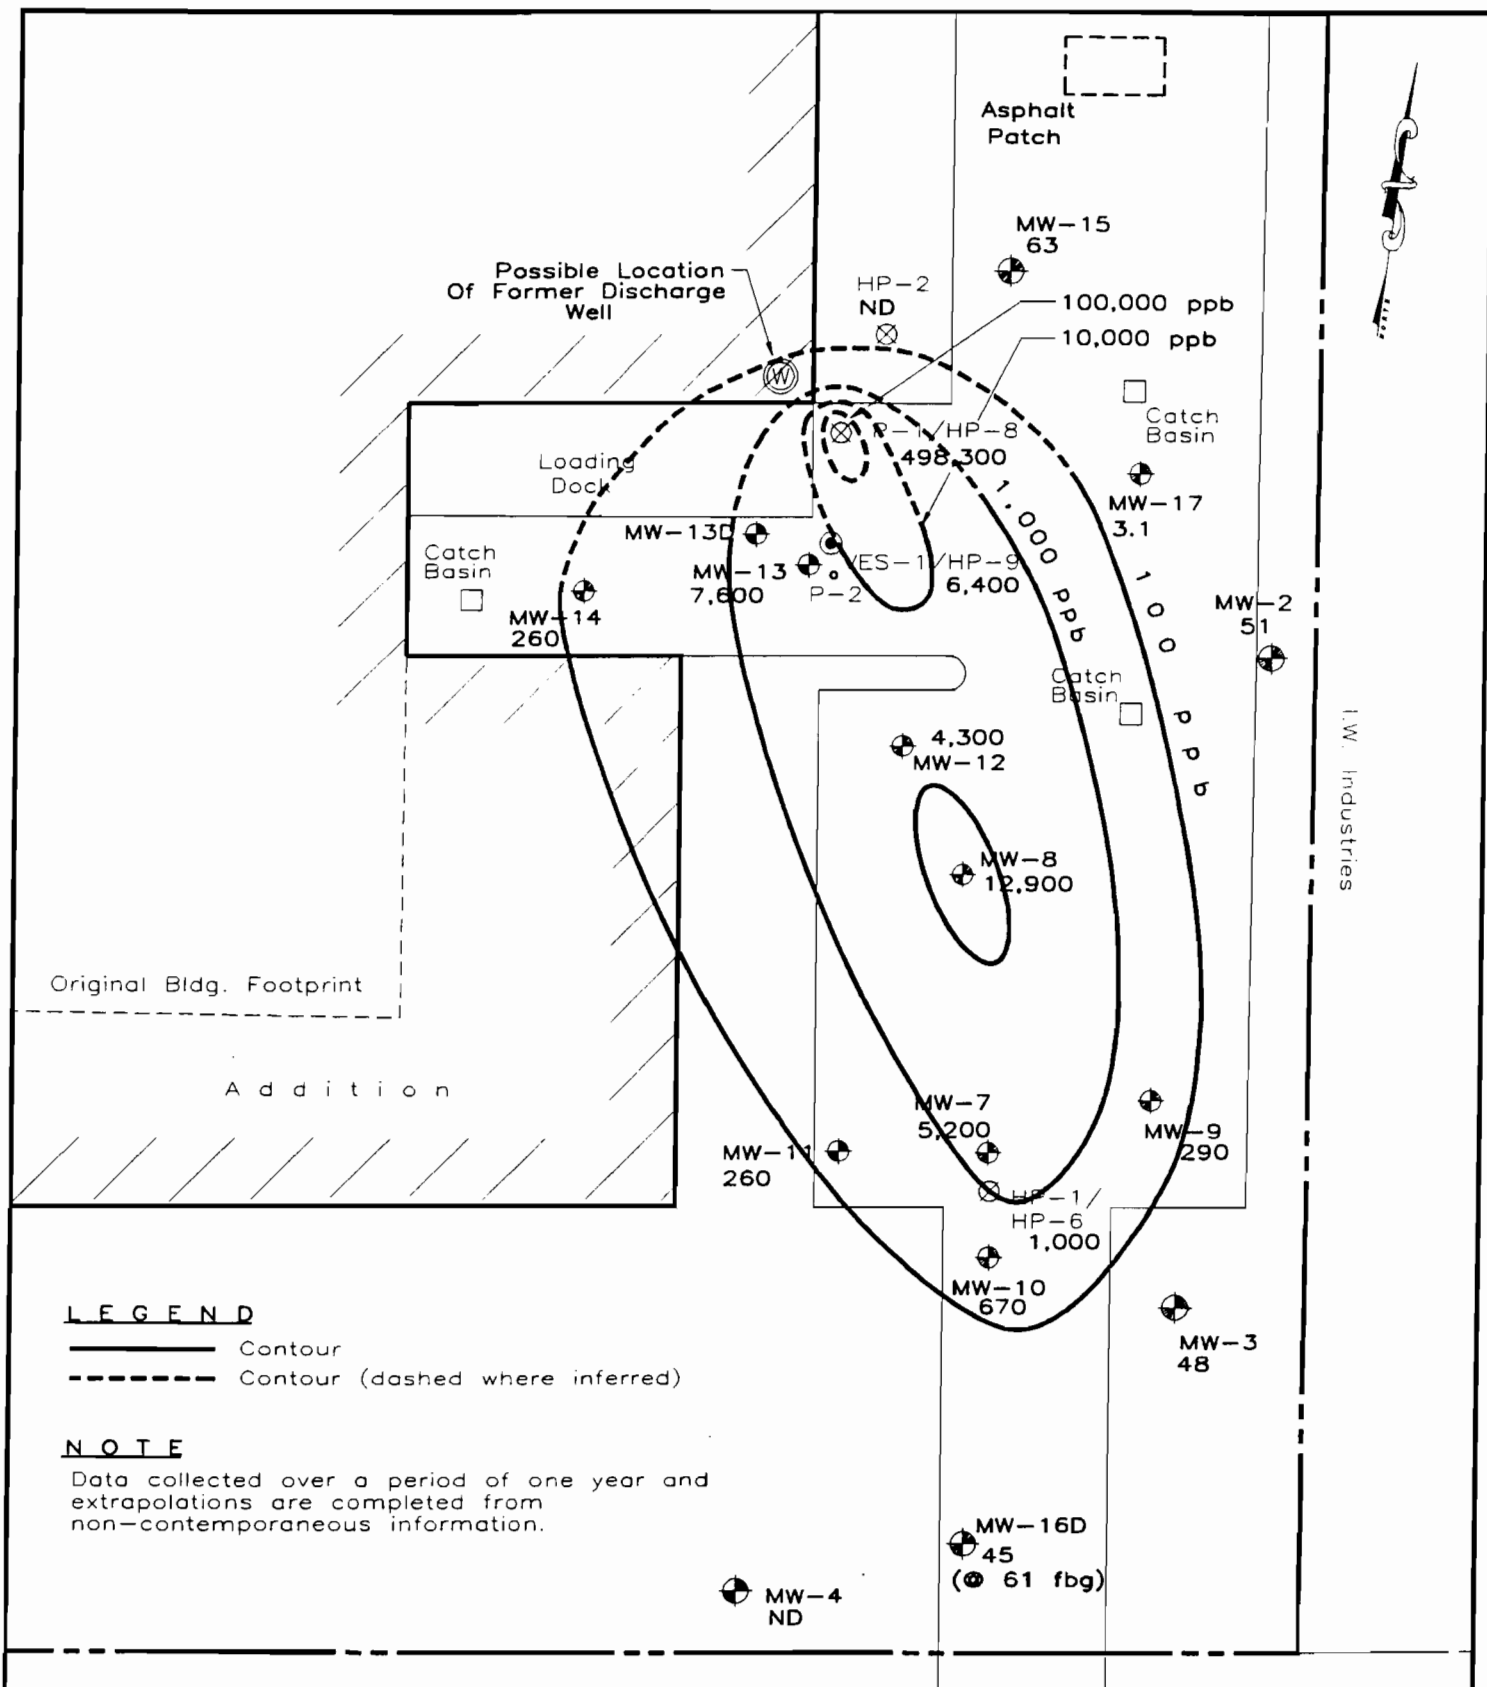 Asphalt
Patch
MW-15
63
Possible Location
Of Former Discharge
Well
HP-2
ND
100,000 ppb
10,000 ppb
W
Catch
Basin
P-1/HP-8
498,300
Loading
Dock
MW-17
3.1
1,000 ppb
100 ppb
MW-13D
Catch
Basin
MW-13
7,600
VES-1/HP-9
6,400
P-2
MW-14
260
MW-2
51
Catch
Basin
4,300
MW-12
I.W. Industries
MW-8
12,900
Original Bldg. Footprint
Addition
MW-7
5,200
MW-9
290
MW-11
260
HP-1/
HP-6
1,000
MW-10
670
MW-3
48
LEGEND
Contour
Contour (dashed where inferred)
NOTE
Data collected over a period of one year and
extrapolations are completed from
non-contemporaneous information.
MW-16D
45
(@ 61 fbg)
MW-4
ND